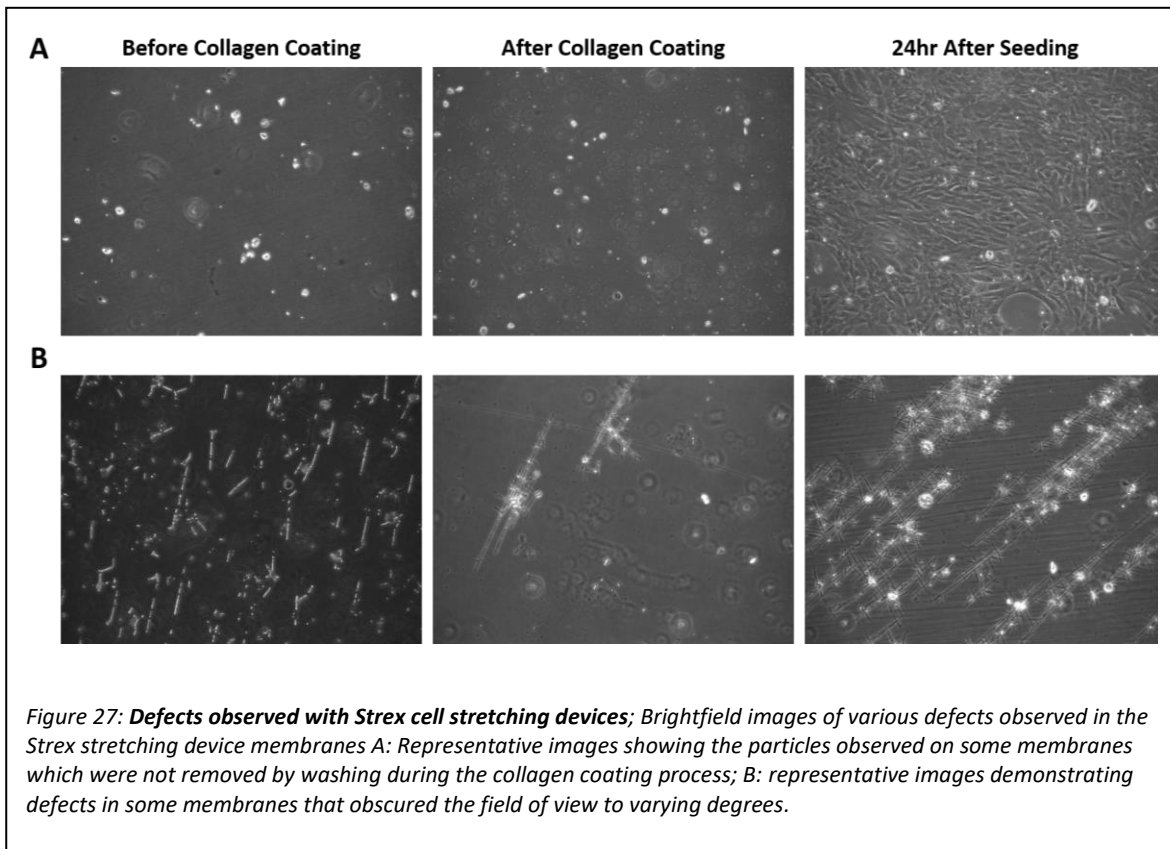 A
Before Collagen Coating
After Collagen Coating
24hr After Seeding
B
Figure 27: Defects observed with Strex cell stretching devices; Brightfield images of various defects observed in the
Strex stretching device membranes A: Representative images showing the particles observed on some membranes
which were not removed by washing during the collagen coating process; B: representative images demonstrating
defects in some membranes that obscured the field of view to varying degrees.